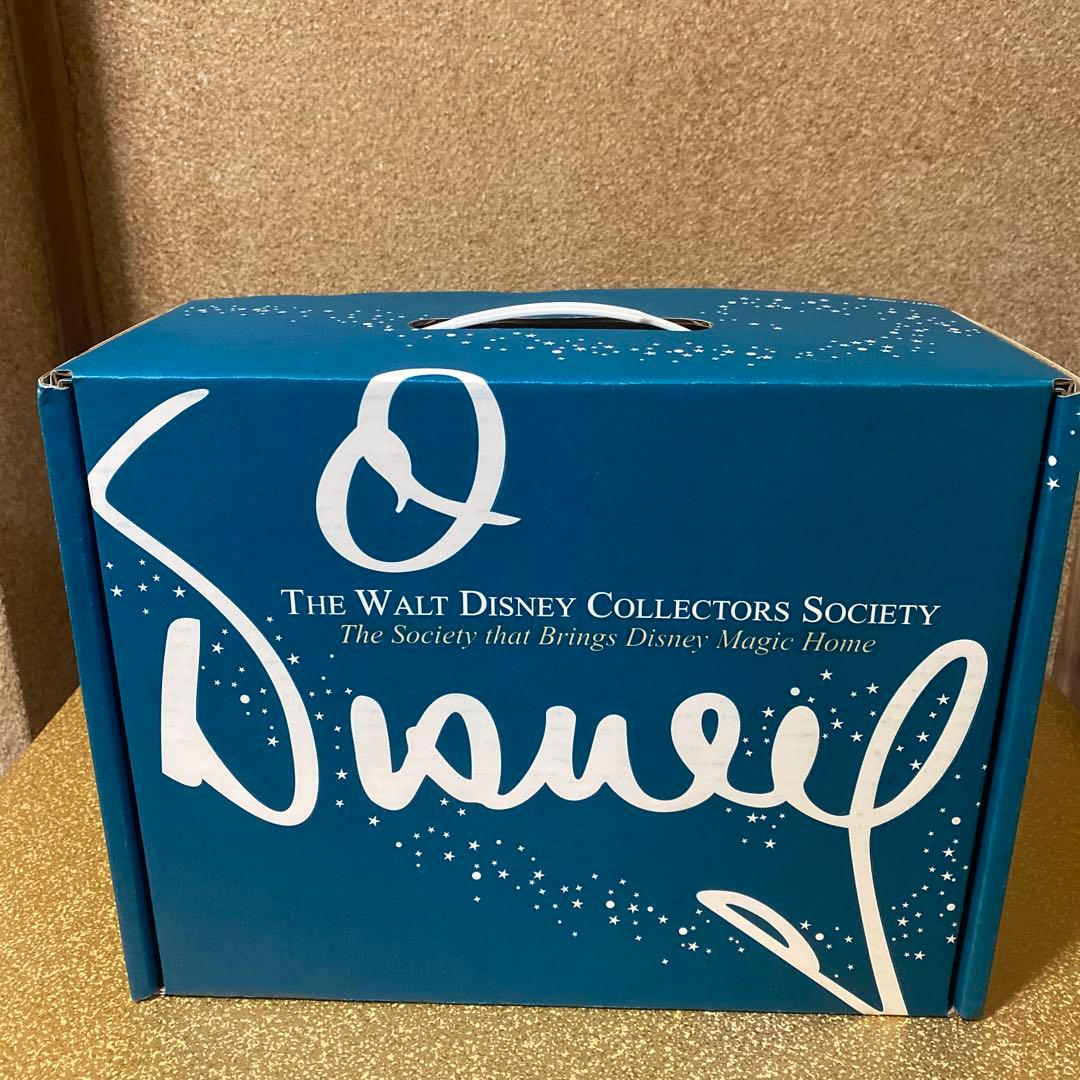 THE WALT DISNEY COLLECTORS SOCIETY
The Society that Brings Disney Magic Home
Disney